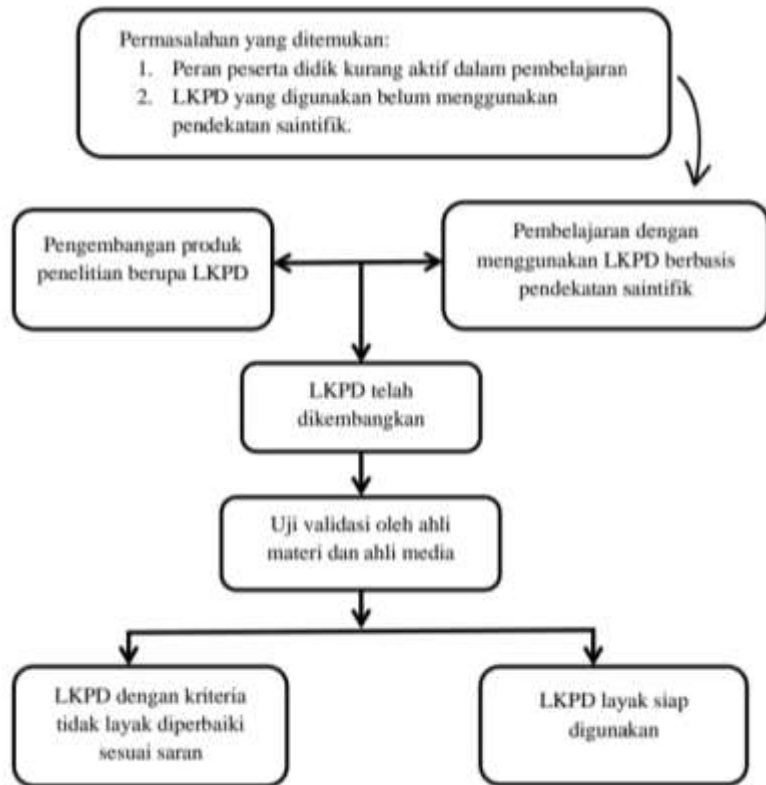 Permasalahan yang ditemukan:
1. Peran peserta didik kurang aktif dalam pembelajaran
2. LKPD yang digunakan belum menggunakan
pendekatan saintifik.
Pengembangan produk
penelitian berupa LKPD
Pembelajaran dengan
menggunakan LKPD berbasis
pendekatan saintifik
LKPD telah
dikembangkan
Uji validasi oleh ahli
materi dan ahli media
LKPD dengan kriteria
tidak layak diperbaiki
sesuai saran
LKPD layak siap
digunakan